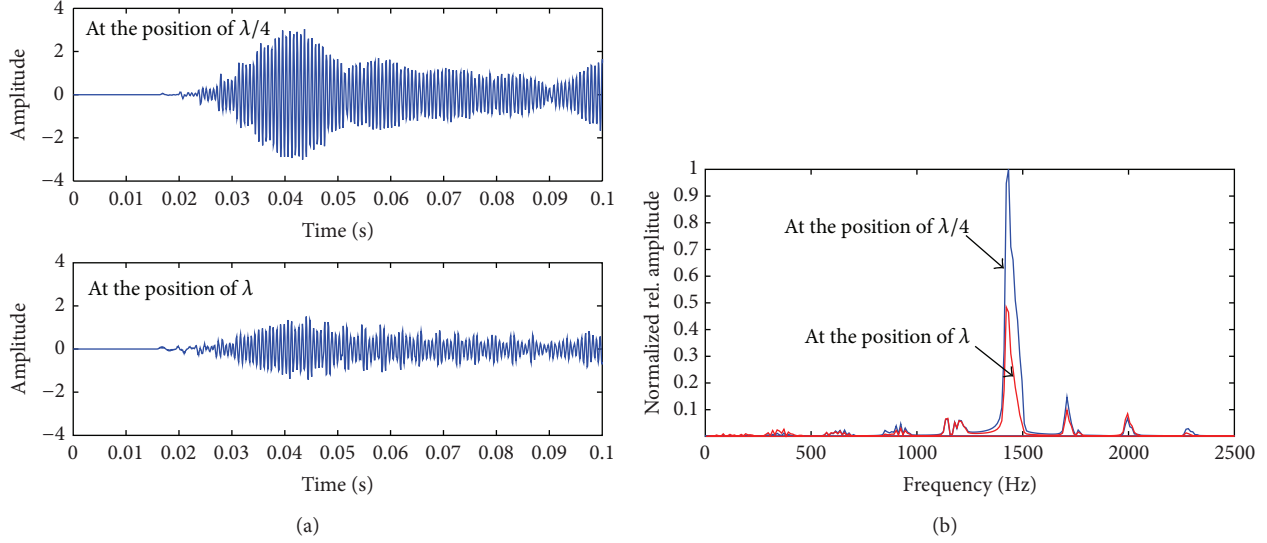 At the position of λ/4
4
2
0
−2
−4
Amplitude
0 0.01 0.02 0.03 0.04 0.05 0.06 0.07 0.08 0.09 0.1
Time (s)
At the position of λ
4
2
0
−2
−4
Amplitude
0 0.01 0.02 0.03 0.04 0.05 0.06 0.07 0.08 0.09 0.1
Time (s)
(a)
1
0.9
0.8
0.7
0.6
0.5
0.4
0.3
0.2
0.1
Normalized rel. amplitude
At the position of λ/4
At the position of λ
0 500 1000 1500 2000 2500
Frequency (Hz)
(b)